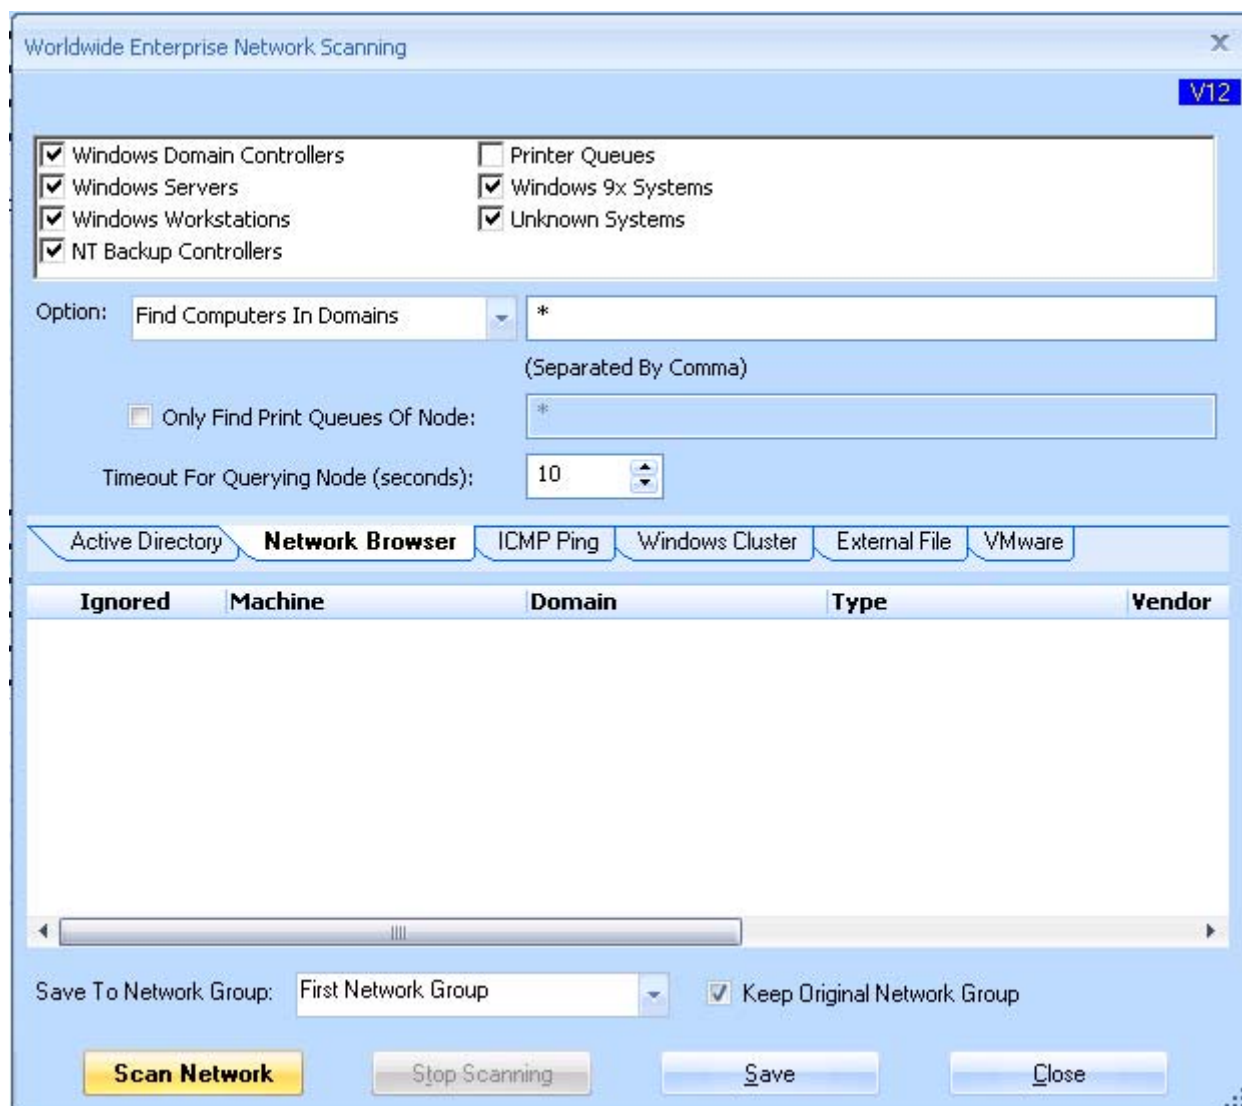 Worldwide Enterprise Network Scanning
V12
Windows Domain Controllers
Printer Queues
Windows Servers
Windows 9x Systems
Windows Workstations
Unknown Systems
NT Backup Controllers
Option: Find Computers In Domains *
(Separated By Comma)
Only Find Print Queues Of Node: *
Timeout For Querying Node (seconds): 10
Active Directory Network Browser ICMP Ping Windows Cluster External File VMware
Ignored Machine Domain Type Vendor
Save To Network Group: First Network Group Keep Original Network Group
Scan Network Stop Scanning Save Close